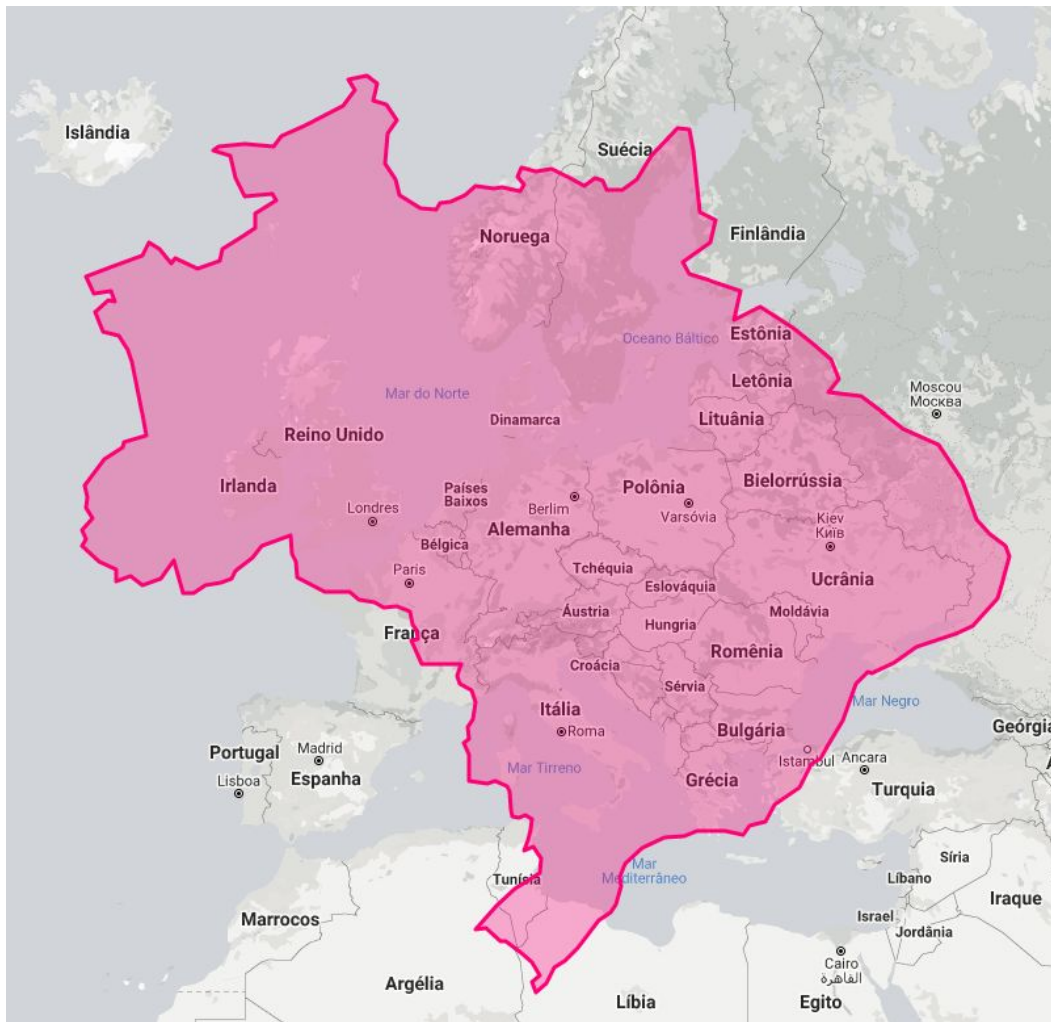 Islândia
Suécia
Noruega
Finlândia
Oceano Báltico
Estônia
Letônia
Moscou
Москва
Mar do Norte
Dinamarca
Lituânia
Reino Unido
Irlanda
Países
Baixos
Polônia
Bielorrússia
Berlim
Londres
Varsóvia
Alemanha
Kiev
Київ
Bélgica
Paris
Tchéquia
Eslováquia
Ucrânia
Áustria
Moldávia
Hungria
França
Romênia
Croácia
Sérvia
Mar Negro
Itália
Roma
Bulgária
Geórgia
Portugal
Madrid
Istambul
Ancara
Mar Tirreno
Espanha
Grécia
Lisboa
Turquia
Síria
Mar
Mediterrâneo
Tunísia
Líbano
Iraque
Marrocos
Israel
Jordânia
Cairo
القاهرة
Argélia
Líbia
Egito